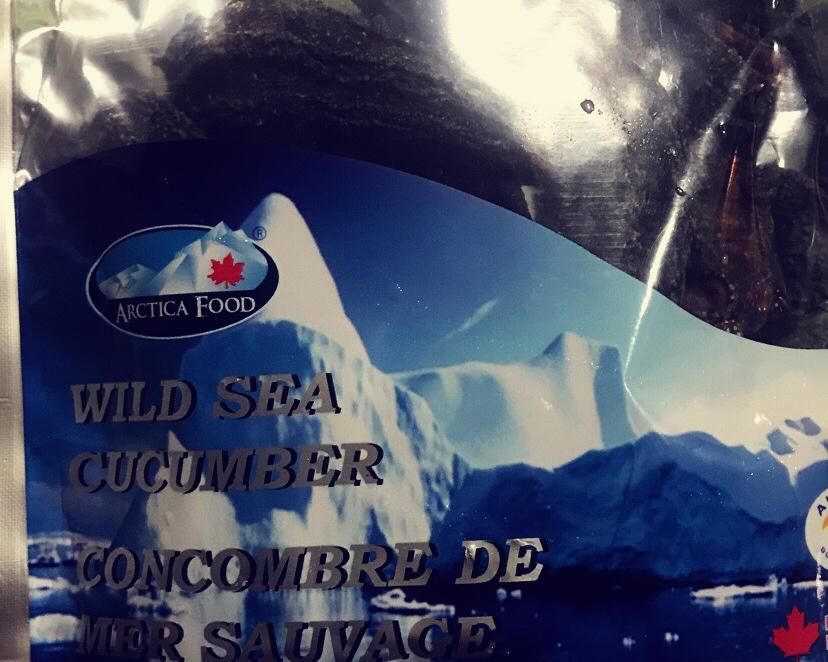 ®
ARCTICA FOOD
WILD SEA
CUCUMBER
CONCOMBRE DE
MER SAUVAGE